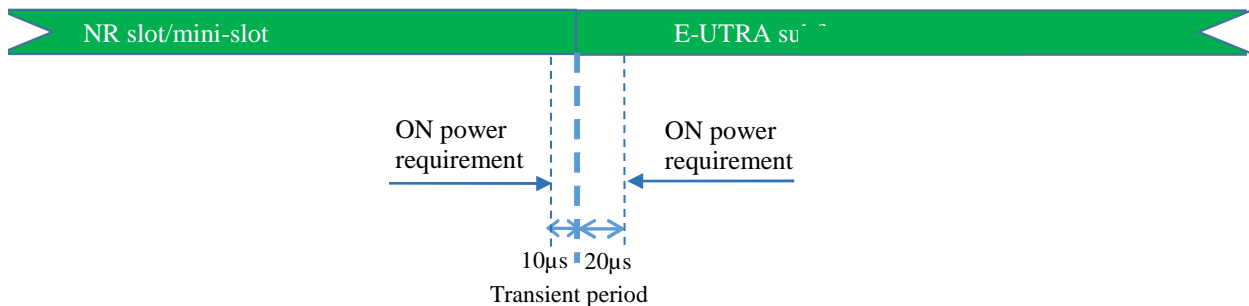 NR slot/mini-slot
E-UTRA
ON power
requirement
ON power
requirement
10µs
20µs
Transient period